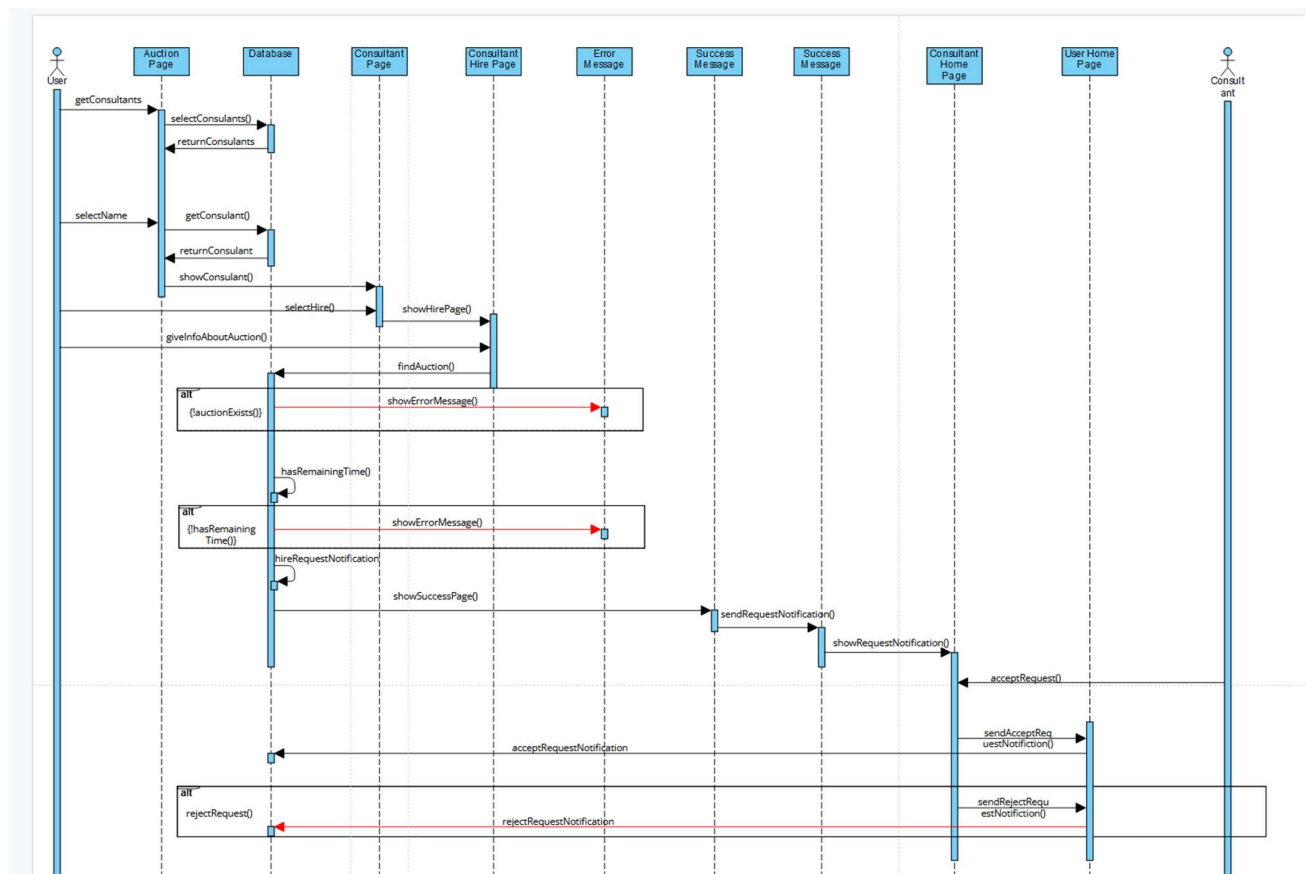 User
Auction
Page
Database
Consultant
Page
Consultant
Hire Page
Error
Message
Success
Message
Success
Message
Consultant
Home
Page
User Home
Page
Consult
ant
getConsultants
selectConsulants()
returnConsulants
selectName
getConsulant()
returnConsulant
showConsulant()
selectHire()
showHirePage()
giveInfoAboutAuction()
findAuction()
alt
{!auctionExists()}
showErrorMessage()
hasRemainingTime()
alt
{!hasRemaining
Time()}
showErrorMessage()
hireRequestNotification
showSuccessPage()
sendRequestNotification()
showRequestNotification()
acceptRequest()
sendAcceptReq
uestNotifiction()
acceptRequestNotification
alt
rejectRequest()
sendRejectRequ
estNotifiction()
rejectRequestNotification